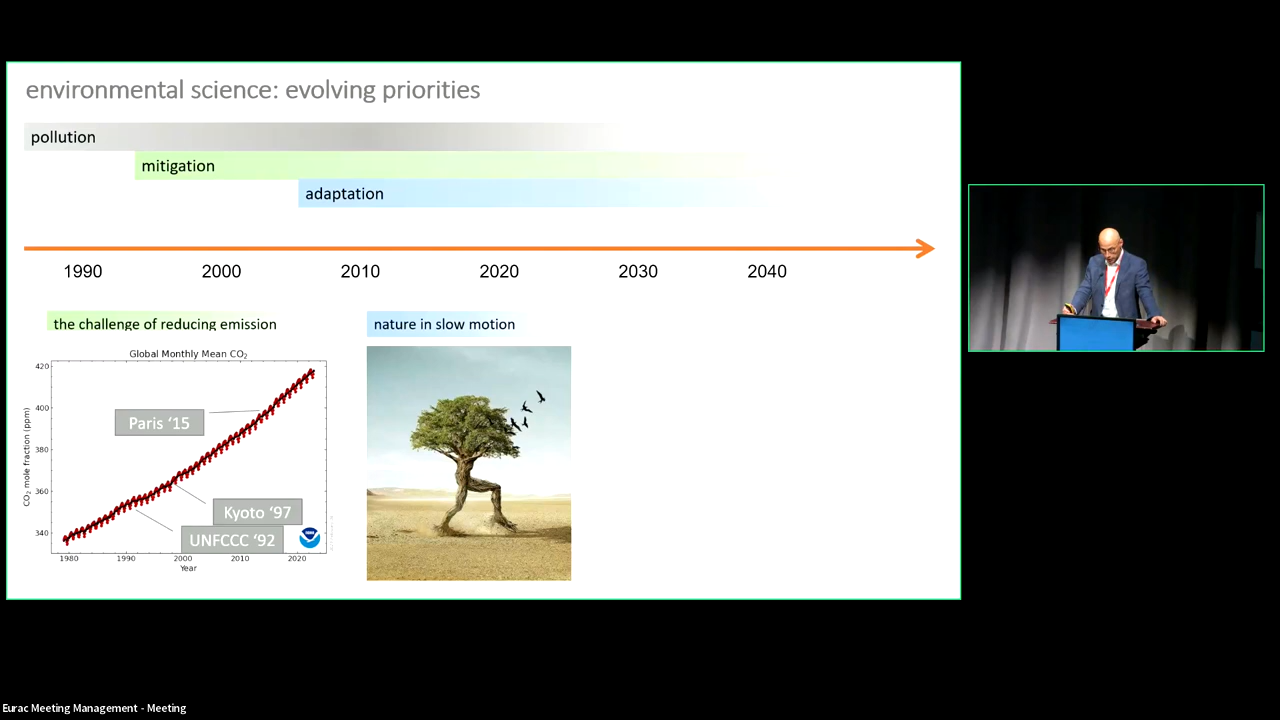 environmental science: evolving priorities
pollution
mitigation
adaptation
1990 2000 2010 2020 2030 2040
the challenge of reducing emission
nature in slow motion
Global Monthly Mean CO₂
CO₂ mole fraction (ppm)
420
400
380
360
340
Paris ‘15
Kyoto ‘97
UNFCCC ‘92
1980 1990 2000 2010 2020
Year
Eurac Meeting Management - Meeting